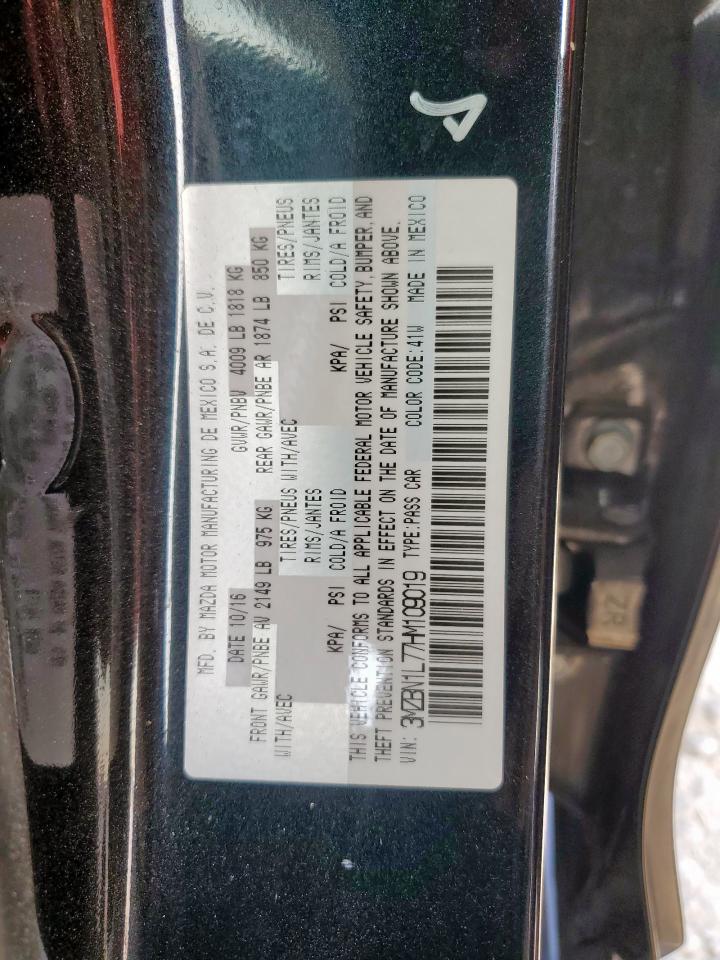 MFD. BY MAZDA MOTOR MANUFACTURING DE MEXICO S.A. DE C.V.
DATE 10/16 GVWR/PNBV 4009 LB 1818 KG
FRONT GAWR/PNBE AV 2149 LB 975 KG REAR GAWR/PNBE AR 1874 LB 850 KG
WITH/AVEC TIRES/PNEUS WITH/AVEC TIRES/PNEUS
RIMS/JANTES RIMS/JANTES
KPA/ PSI COLD/A FROID KPA/ PSI COLD/A FROID
THIS VEHICLE CONFORMS TO ALL APPLICABLE FEDERAL MOTOR VEHICLE SAFETY, BUMPER, AND
THEFT PREVENTION STANDARDS IN EFFECT ON THE DATE OF MANUFACTURE SHOWN ABOVE.
VIN: 3MZBN1L77HM109019 TYPE:PASS CAR COLOR CODE:41W MADE IN MEXICO
ZR